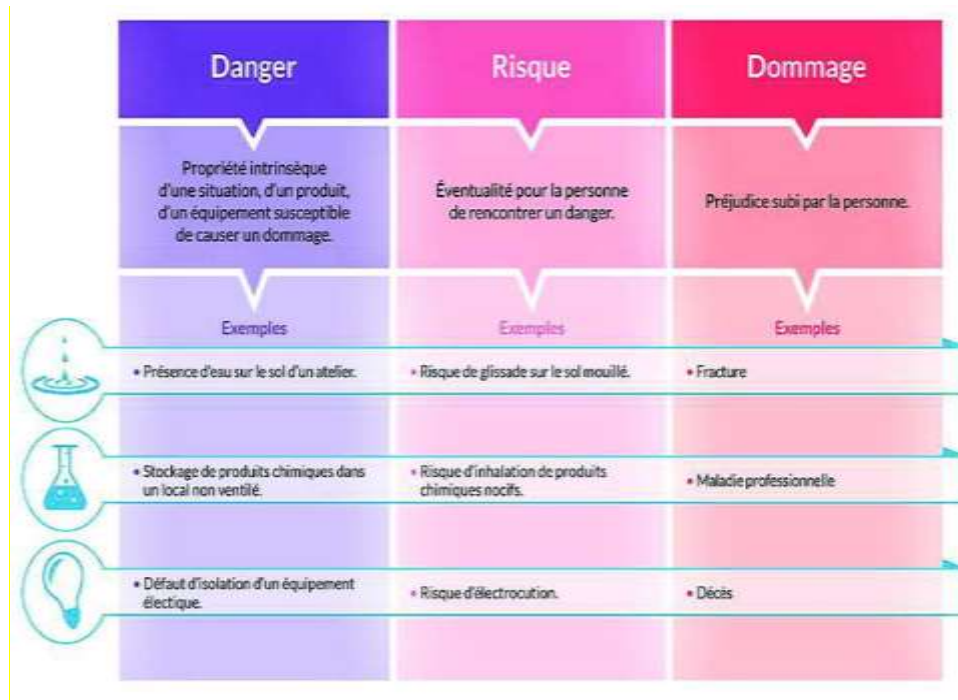 Danger
Risque
Dommage
Propriété intrinsèque
d'une situation, d'un produit,
d'un équipement susceptible
de causer un dommage.
Éventualité pour la personne
de rencontrer un danger.
Préjudice subi par la personne.
Exemples
Exemples
Exemples
• Présence d'eau sur le sol d'un atelier.
• Risque de glissade sur le sol mouillé.
• Fracture
• Stockage de produits chimiques dans
un local non ventilé.
• Risque d'inhalation de produits
chimiques nocifs.
• Maladie professionnelle
• Défaut d'isolation d'un équipement
électique.
• Risque d'électrocution.
• Décès